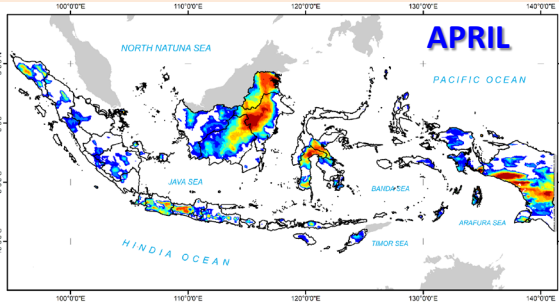 100°0'0"E 110°0'0"E 120°0'0"E 130°0'0"E 140°0'0"E
APRIL
NORTH NATUNA SEA
PACIFIC OCEAN
JAVA SEA
BANDA SEA
ARAFURA SEA
TIMOR SEA
HINDIA OCEAN
100°0'0"E 110°0'0"E 120°0'0"E 130°0'0"E 140°0'0"E